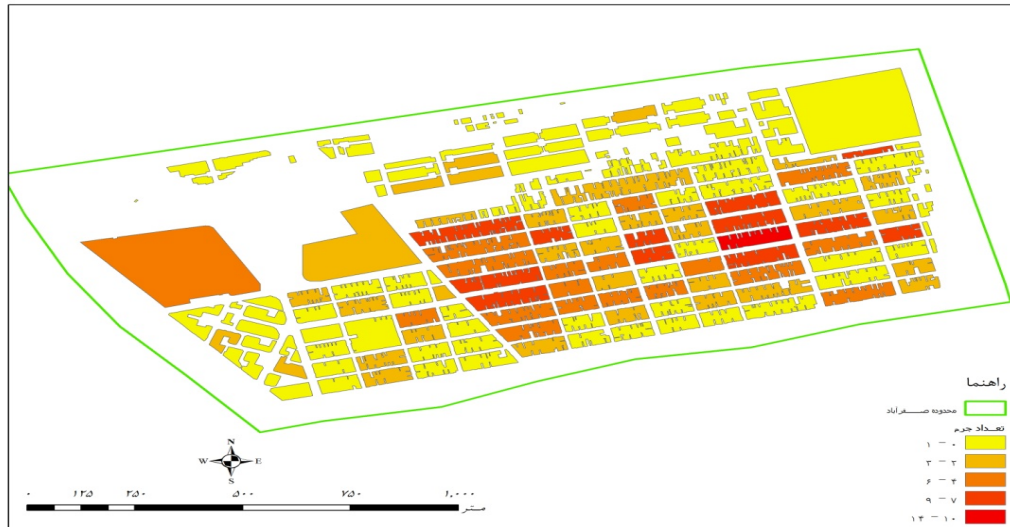 N
W E
S
۰ ۱۲۵ ۲۵۰ ۵۰۰ ۷۵۰ ۱,۰۰۰
متر
راهنما
محدوده صفرآباد
تعداد جرم
۱ - ۰
۳ - ۲
۶ - ۴
۹ - ۷
۱۴ - ۱۰